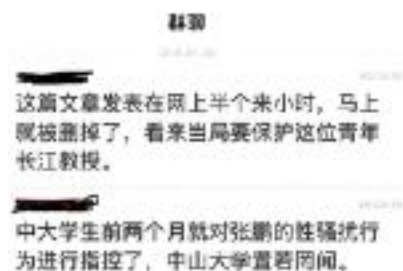 群聊
这篇文章发表在网上半个来小时，马上
就被删掉了，看来当局要保护这位青年
长江教授。
中大学生前两个月就对张鹏的性骚扰行
为进行指控了，中山大学置若罔闻。